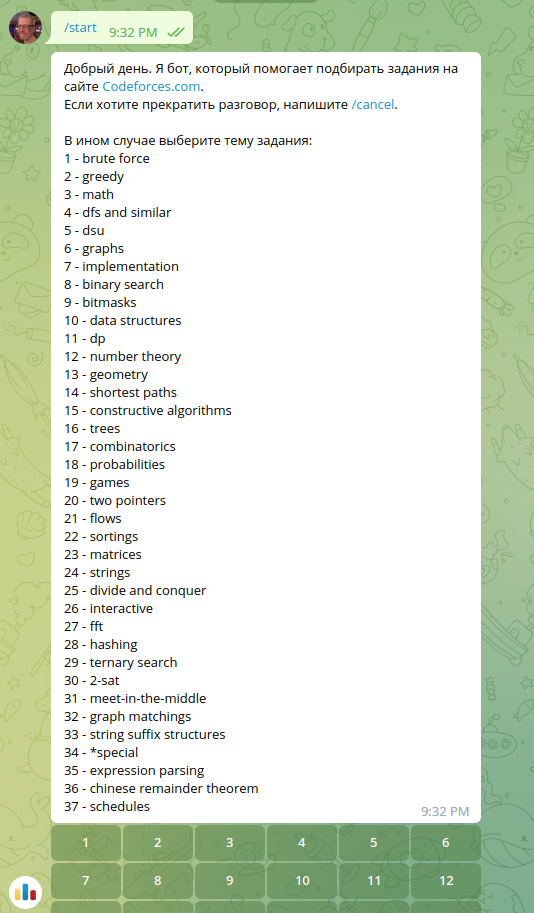 /start 9:32 PM
Добрый день. Я бот, который помогает подбирать задания на
сайте Codeforces.com.
Если хотите прекратить разговор, напишите /cancel.
В ином случае выберите тему задания:
1 - brute force
2 - greedy
3 - math
4 - dfs and similar
5 - dsu
6 - graphs
7 - implementation
8 - binary search
9 - bitmasks
10 - data structures
11 - dp
12 - number theory
13 - geometry
14 - shortest paths
15 - constructive algorithms
16 - trees
17 - combinatorics
18 - probabilities
19 - games
20 - two pointers
21 - flows
22 - sortings
23 - matrices
24 - strings
25 - divide and conquer
26 - interactive
27 - fft
28 - hashing
29 - ternary search
30 - 2-sat
31 - meet-in-the-middle
32 - graph matchings
33 - string suffix structures
34 - *special
35 - expression parsing
36 - chinese remainder theorem
37 - schedules
9:32 PM
1 2 3 4 5 6
7 8 9 10 11 12